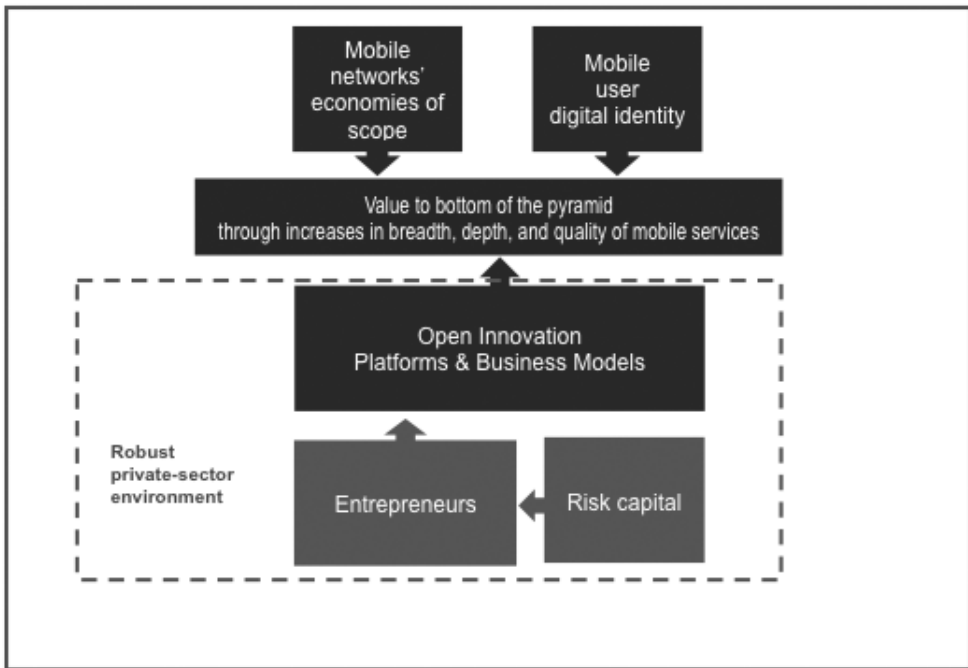 Mobile
networks'
economies of
scope
Mobile
user
digital identity
Value to bottom of the pyramid
through increases in breadth, depth, and quality of mobile services
Open Innovation
Platforms & Business Models
Robust
private-sector
environment
Entrepreneurs
Risk capital